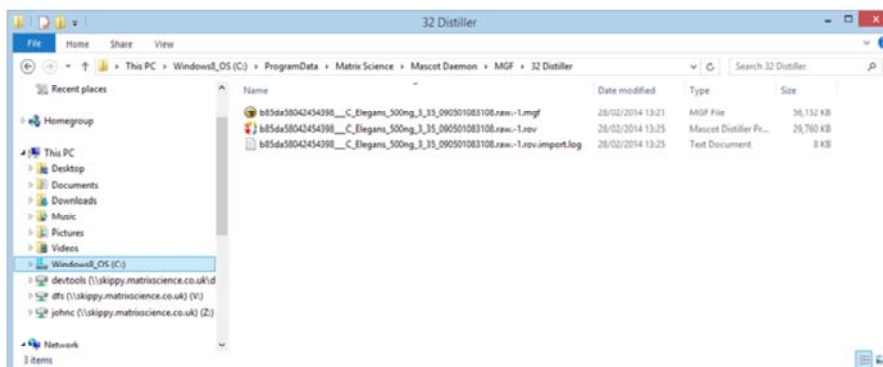 32 Distiller
File Home Share View
This PC Windows8_OS (C:) ProgramData Matrix Science Mascot Daemon MGF 32 Distiller
Search 32 Distiller
Name Date modified Type Size
b85da58042454398__C_Elegans_500ng_3_35_090501083108.raw.-1.mgf 28/02/2014 13:21 MGF File 56,132 KB
b85da58042454398__C_Elegans_500ng_3_35_090501083108.raw.-1.rov 28/02/2014 13:25 Mascot Distiller Pr... 29,760 KB
b85da58042454398__C_Elegans_500ng_3_35_090501083108.raw.-1.rov.import.log 28/02/2014 13:25 Text Document 8 KB
Recent places
Homegroup
This PC
Desktop
Documents
Downloads
Music
Pictures
Videos
Windows8_OS (C:)
devtools (\\skippy.matrixscience.co.uk\d
dfs (\\skippy.matrixscience.co.uk) (V:)
johnc (\\skippy.matrixscience.co.uk) (Z:)
Network
3 items